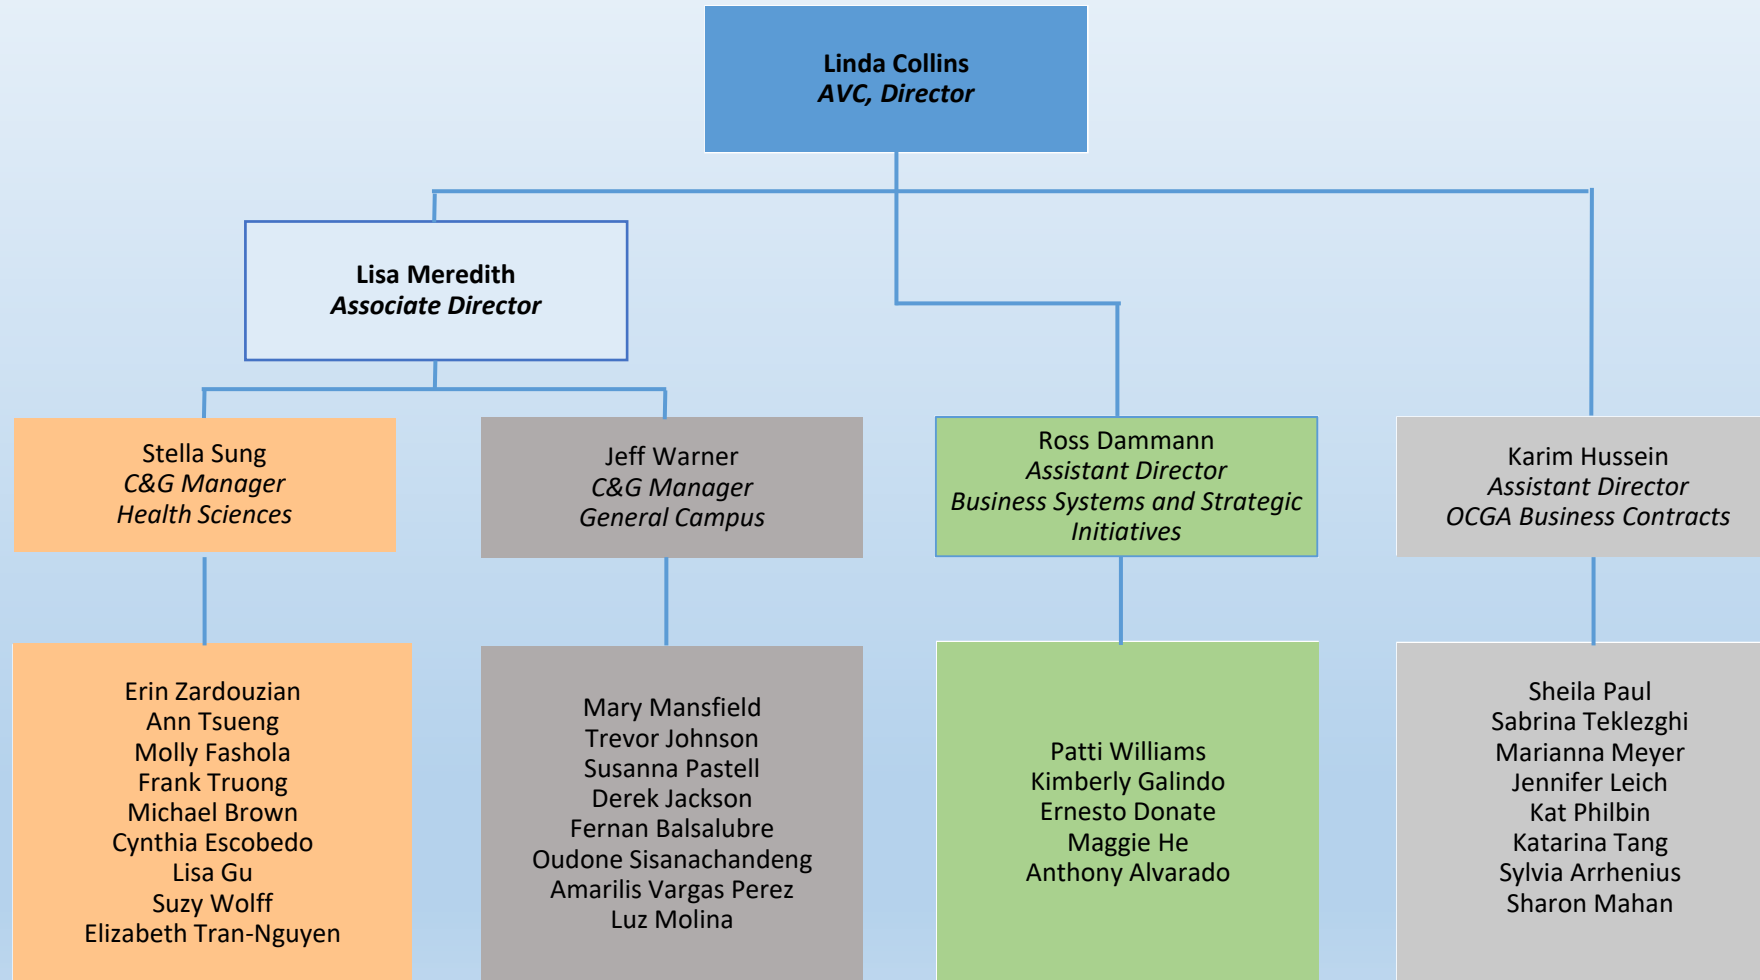 Linda Collins
AVC, Director
Lisa Meredith
Associate Director
Stella Sung
C&G Manager
Health Sciences
Jeff Warner
C&G Manager
General Campus
Ross Dammann
Assistant Director
Business Systems and Strategic
Initiatives
Karim Hussein
Assistant Director
OCGA Business Contracts
Erin Zardouzian
Ann Tsueng
Molly Fashola
Frank Truong
Michael Brown
Cynthia Escobedo
Lisa Gu
Suzy Wolff
Elizabeth Tran-Nguyen
Mary Mansfield
Trevor Johnson
Susanna Pastell
Derek Jackson
Fernan Balsalubre
Oudone Sisanachandeng
Amarilis Vargas Perez
Luz Molina
Patti Williams
Kimberly Galindo
Ernesto Donate
Maggie He
Anthony Alvarado
Sheila Paul
Sabrina Teklezghi
Marianna Meyer
Jennifer Leich
Kat Philbin
Katarina Tang
Sylvia Arrhenius
Sharon Mahan